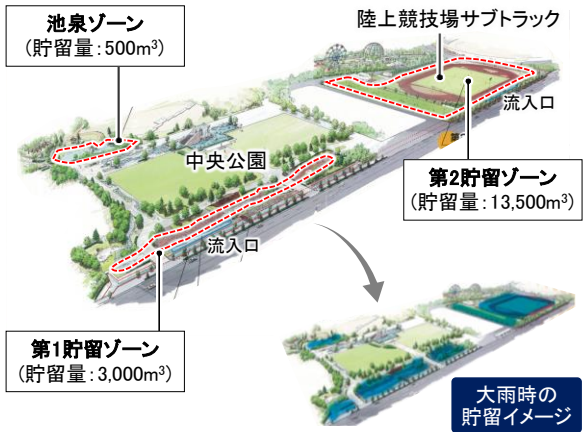 池泉ゾーン
（貯留量：500m³）
陸上競技場サブトラック
流入口
第2貯留ゾーン
（貯留量：13,500m³）
中央公園
流入口
第1貯留ゾーン
（貯留量：3,000m³）
大雨時の
貯留イメージ